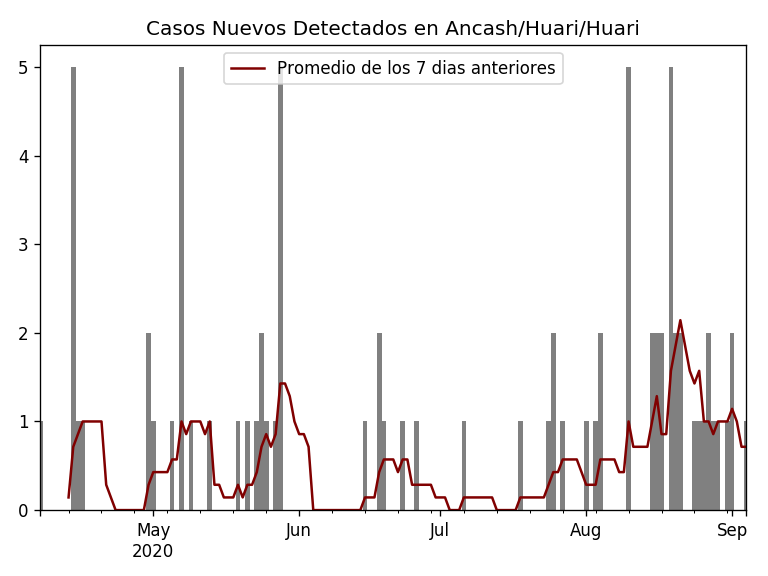 Casos Nuevos Detectados en Ancash/Huari/Huari
Promedio de los 7 dias anteriores
5
4
3
2
1
0
May Jun Jul Aug Sep
2020